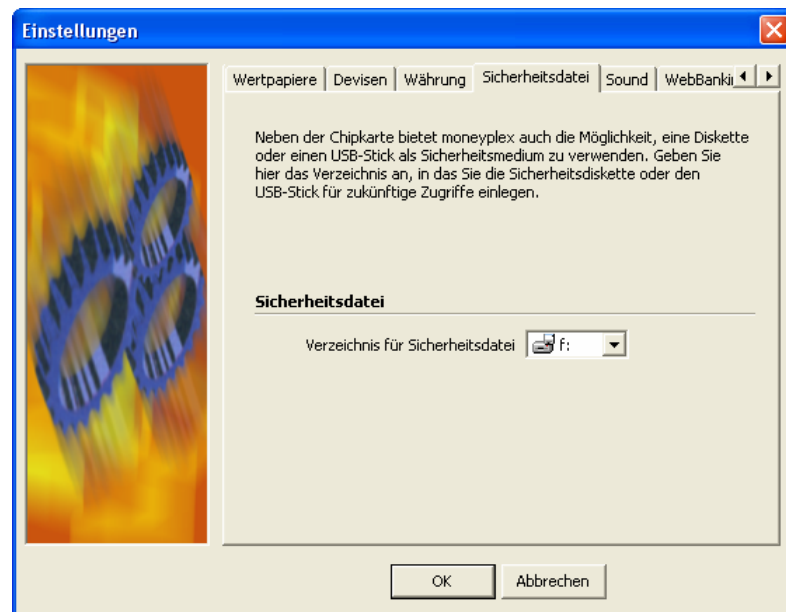 Einstellungen
Wertpapiere Devisen Währung Sicherheitsdatei Sound
Neben der Chipkarte bietet moneyplex auch die Möglichkeit, eine Diskette
oder einen USB-Stick als Sicherheitsmedium zu verwenden. Geben Sie
hier das Verzeichnis an, in das Sie die Sicherheitsdiskette oder den
USB-Stick für zukünftige Zugriffe einlegen.
Sicherheitsdatei
Verzeichnis für Sicherheitsdatei f:
OK Abbrechen